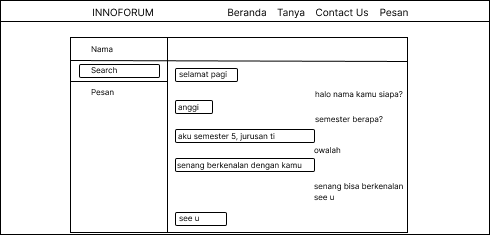 INNOFORUM Beranda Tanya Contact Us Pesan
Nama
Search
Pesan
selamat pagi
halo nama kamu siapa?
anggi
semester berapa?
aku semester 5, jurusan ti
owalah
senang berkenalan dengan kamu
senang bisa berkenalan
see u
see u